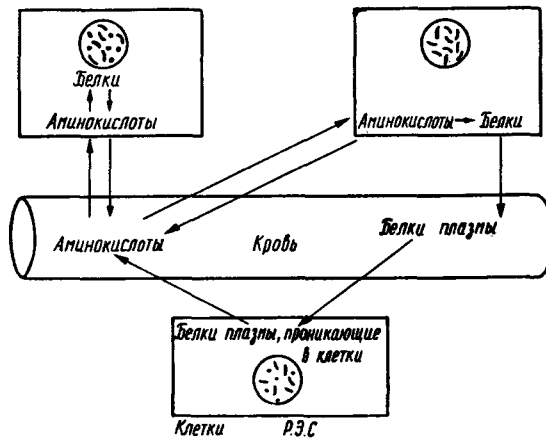 Белки
Аминокислоты
Аминокислоты → Белки
Аминокислоты
Кровь
Белки плазмы
Белки плазмы, проникающие
в клетки
Клетки Р.Э.С